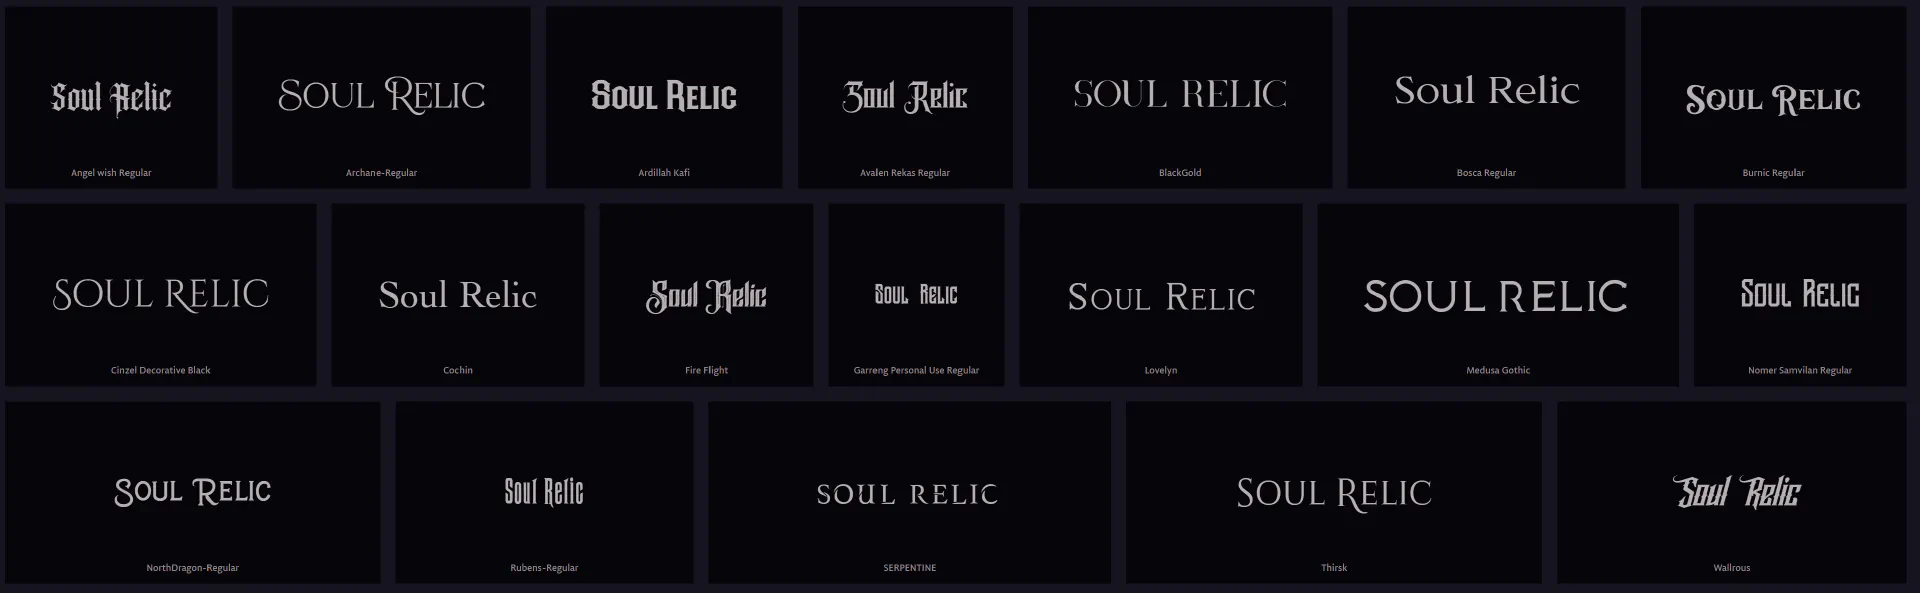 Soul Relic
Angel wish Regular
SOUL RELIC
Archane-Regular
SOUL RELIC
Ardillah Kafi
Soul Relic
Avalen Rekas Regular
SOUL RELIC
BlackGold
Soul Relic
Bosca Regular
SOUL RELIC
Burnic Regular
SOUL RELIC
Cinzel Decorative Black
Soul Relic
Cochin
Soul Relic
Fire Flight
SOUL RELIC
Garreng Personal Use Regular
SOUL RELIC
Lovelyn
SOUL RELIC
Medusa Gothic
SOUL RELIC
Nomer Samvilan Regular
SOUL RELIC
NorthDragon-Regular
Soul Relic
Rubens-Regular
SOUL RELIC
SERPENTINE
SOUL RELIC
Thirsk
Soul Relic
Wallrous